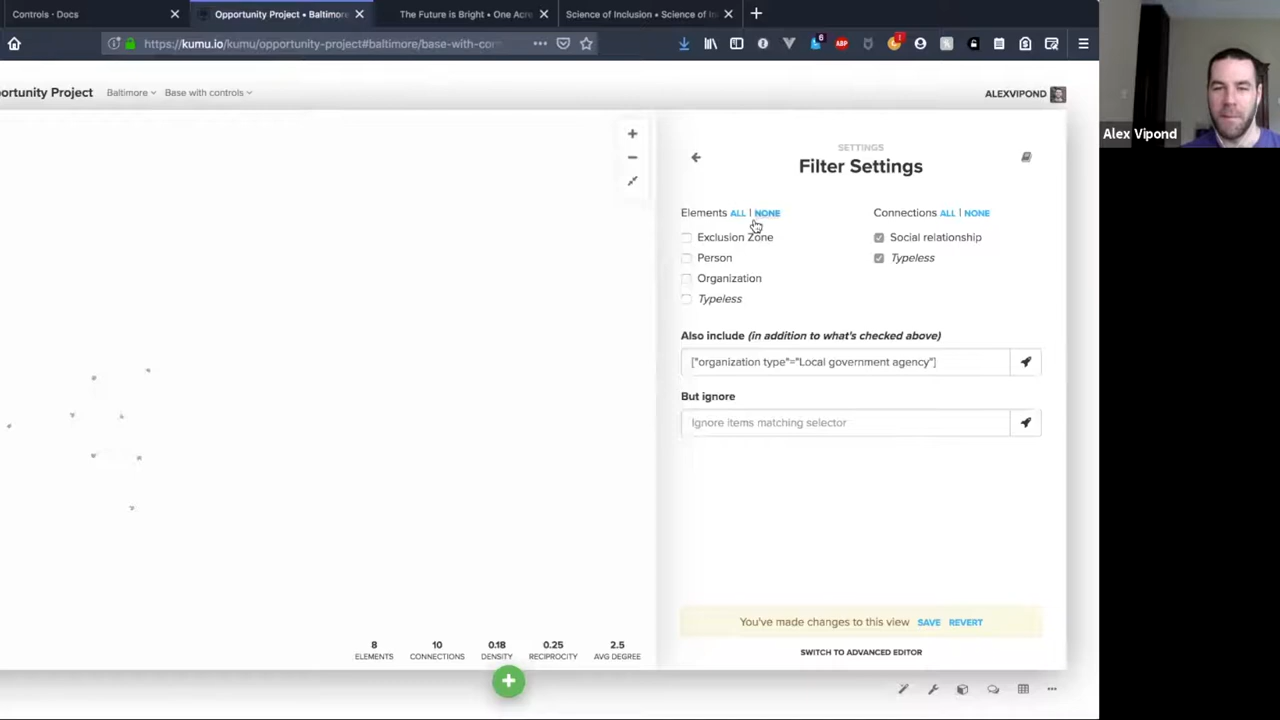 Controls - Docs
Opportunity Project • Baltimore
The Future is Bright • One Acre
Science of Inclusion • Science of In
https://kumu.io/kumu/opportunity-project#baltimore/base-with-cor
6
ABP
1
ortunity Project
Baltimore
Base with controls
ALEXVIPOND
Alex Vipond
SETTINGS
Filter Settings
Elements ALL | NONE
Exclusion Zone
Person
Organization
Typeless
Connections ALL | NONE
Social relationship
Typeless
Also include (in addition to what's checked above)
["organization type"="Local government agency"]
But ignore
Ignore items matching selector
You've made changes to this view SAVE REVERT
SWITCH TO ADVANCED EDITOR
8 ELEMENTS
10 CONNECTIONS
0.18 DENSITY
0.25 RECIPROCITY
2.5 AVG DEGREE